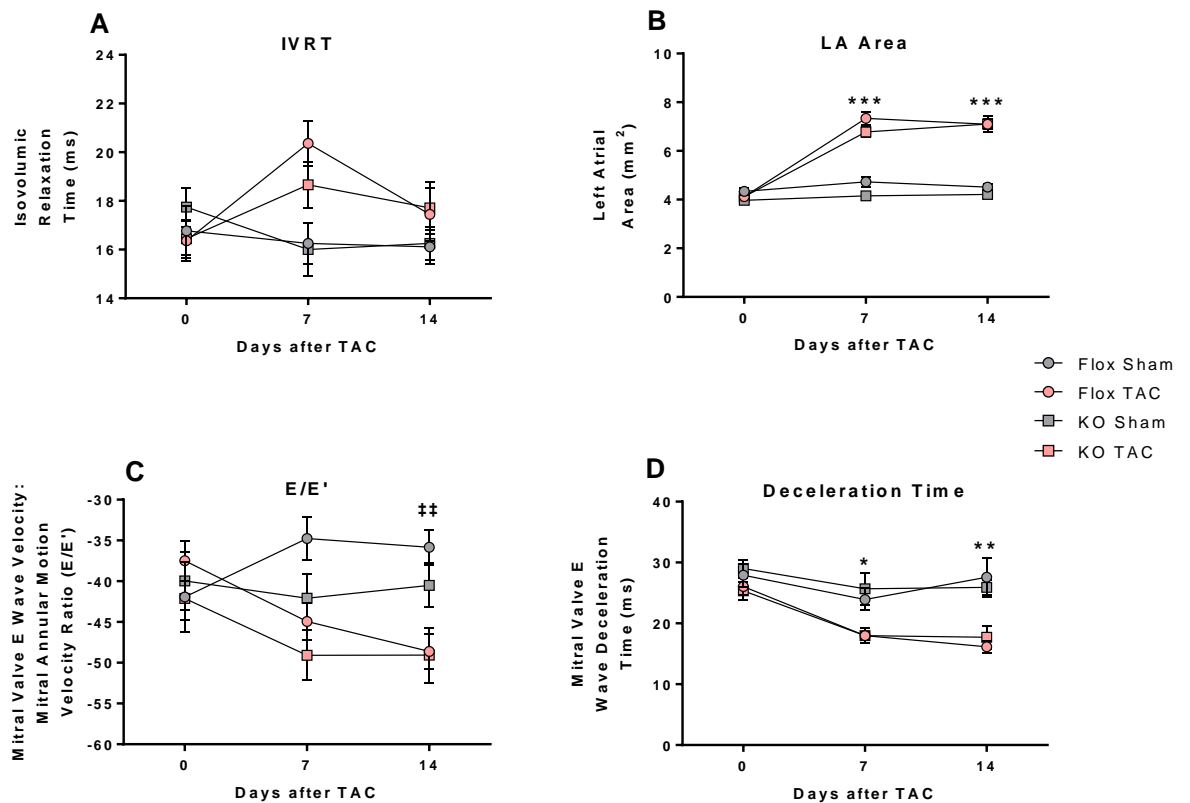 A
IVRT
Isovolumic
Relaxation
Time (ms)
24
22
20
18
16
14
0 7 14
Days after TAC
B
LA Area
Left Atrial
Area (mm²)
10
8
6
4
2
0
*** ***
0 7 14
Days after TAC
Flox Sham
Flox TAC
KO Sham
KO TAC
C
E/E'
Mitral Valve E Wave Velocity:
Mitral Annular Motion
Velocity Ratio (E/E')
-30
-35
-40
-45
-50
-55
-60
‡‡
0 7 14
Days after TAC
D
Deceleration Time
Mitral Valve E
Wave Deceleration
Time (ms)
40
30
20
10
0
* **
0 7 14
Days after TAC